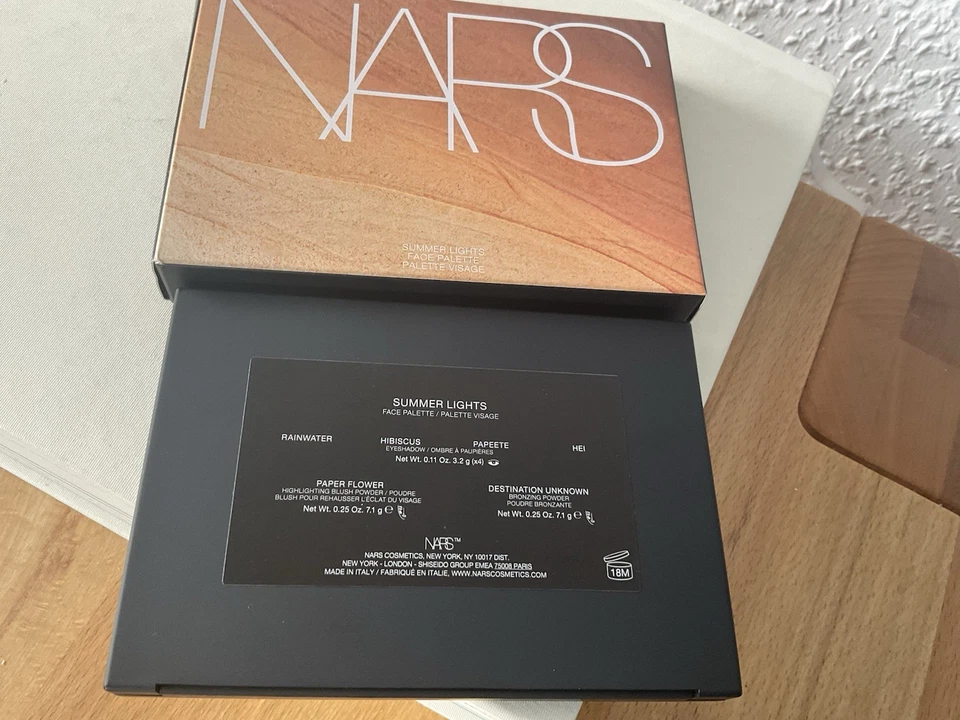 NARS
SUMMER LIGHTS
FACE PALETTE
PALETTE VISAGE
SUMMER LIGHTS
FACE PALETTE / PALETTE VISAGE
RAINWATER HIBISCUS PAPEETE HEI
EYESHADOW / OMBRE À PAUPIÈRES
Net Wt. 0.11 Oz. 3.2 g (x4)
PAPER FLOWER
HIGHLIGHTING BLUSH POWDER / POUDRE
BLUSH POUR REHAUSSER L'ÉCLAT DU VISAGE
Net Wt. 0.25 Oz. 7.1 g ℮
DESTINATION UNKNOWN
BRONZING POWDER
POUDRE BRONZANTE
Net Wt. 0.25 Oz. 7.1 g ℮
NARS™
NARS COSMETICS, NEW YORK, NY 10017 DIST.
NEW YORK - LONDON - SHISEIDO GROUP EMEA 75008 PARIS
MADE IN ITALY / FABRIQUÉ EN ITALIE, WWW.NARSCOSMETICS.COM
18M